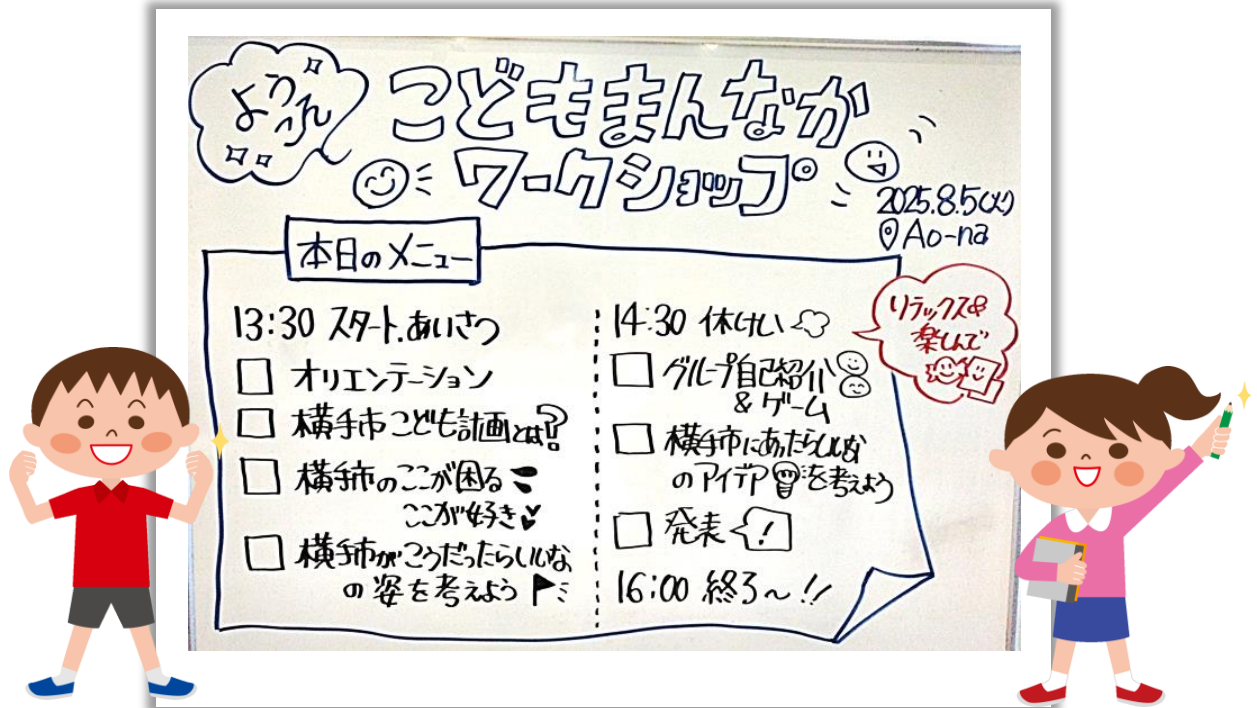 ようこそ
こどもまんなか
ワークショップ
2025.8.5(火)
Ao-na
本日のメニュー
13:30 スタート、あいさつ
オリエンテーション
横手市こども計画とは?
横手市のここが困る
ここが好き
横手市がこうだったらいいな
の姿を考えよう
14:30 休けい
グループ自己紹介
& ゲーム
横手市にあったらいいな
のアイデアを考えよう
発表 !
16:00 終了〜!!
リラックス&
楽しんで